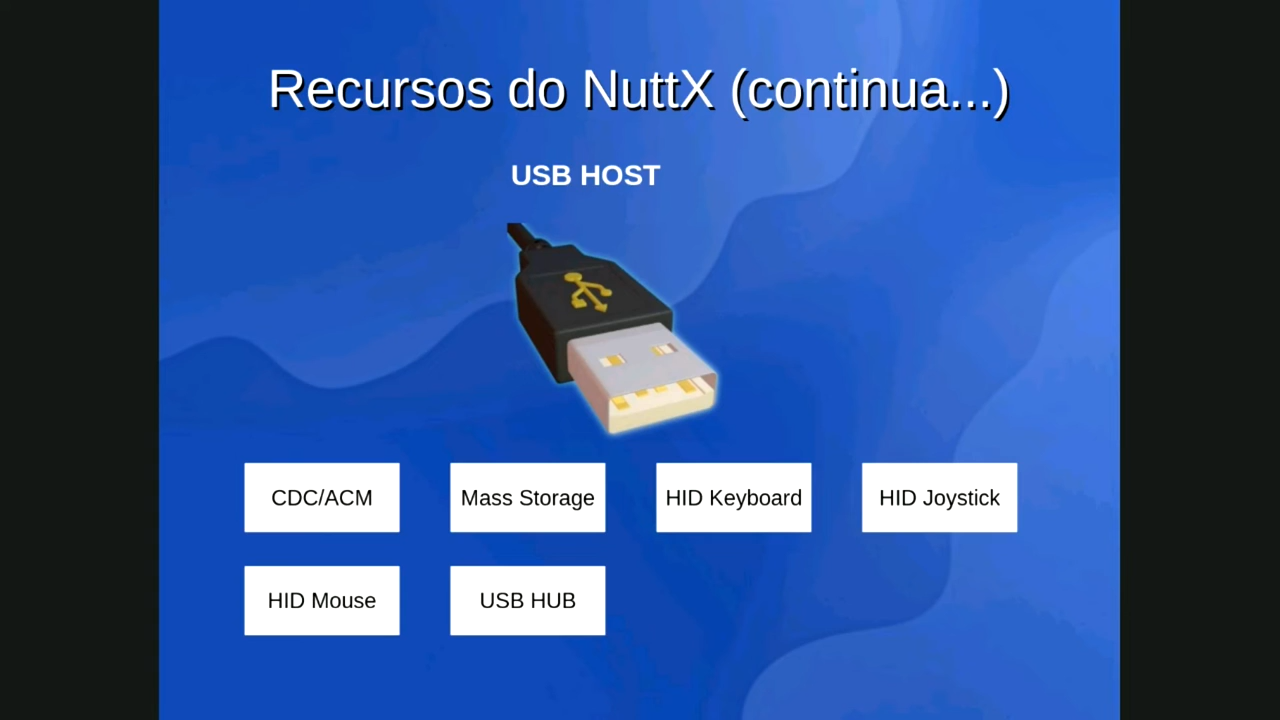 Recursos do NuttX (continua...)
USB HOST
CDC/ACM
Mass Storage
HID Keyboard
HID Joystick
HID Mouse
USB HUB